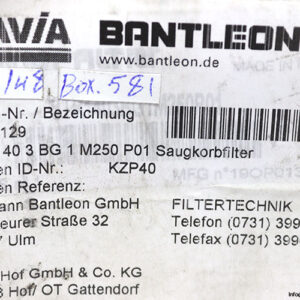 AVIA BANTLEON
www.bantleon.de
148, Box. 581
-Nr. / Bezeichnung
129
40 3 BG 1 M250 P01 Saugkorbfilter
en ID-Nr.: KZP40
en Referenz:
ann Bantleon GmbH FILTERTECHNIK
eurer Straße 32 Telefon (0731) 399
7 Ulm Telefax (0731) 399
Hof GmbH & Co. KG
Hof/ OT Gattendorf